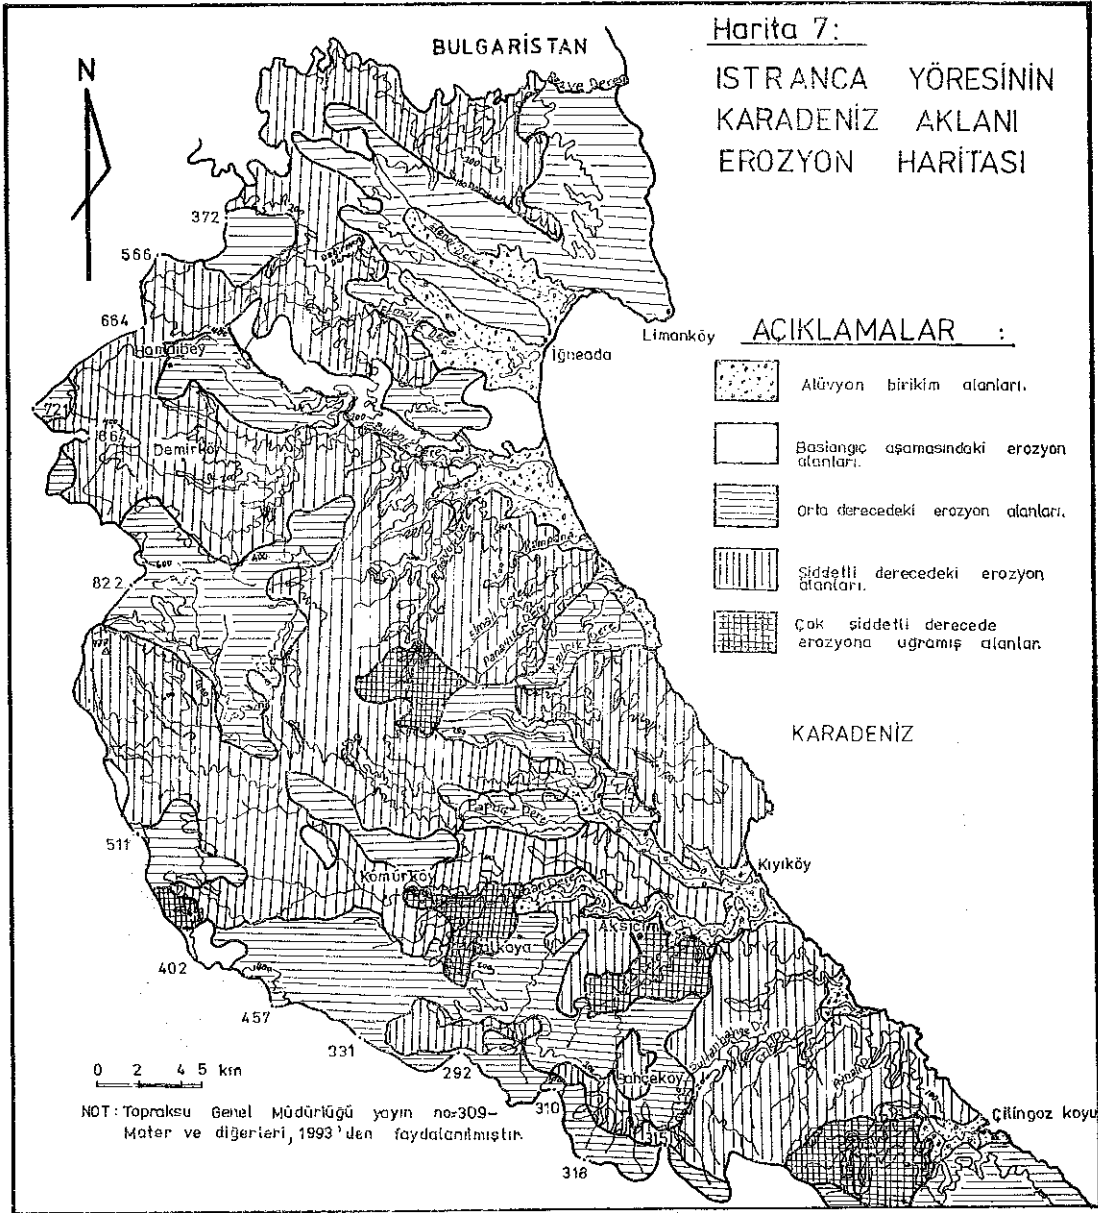 Harita 7:
ISTRANCA YÖRESİNİN
KARADENİZ AKLANI
EROZYON HARİTASI
BULGARİSTAN
N
372
566
664
Hamdibey
721
864
Demirköy
822
511
402
457
331
292
310
315
318
Limanköy
İğneada
Kömürköy
Aksicim
Kıyıköy
Bahçeköy
Çilingoz koyu
KARADENİZ
AÇIKLAMALAR :
Alüvyon birikim alanları.
Başlangıç aşamasındaki erozyon
alanları.
Orta derecedeki erozyon alanları.
Şiddetli derecedeki erozyon
alanları.
Çok şiddetli derecede
erozyona uğramış alanlar.
0 2 4 5 km
NOT: Topraksu Genel Müdürlüğü yayın no=309-
Mater ve diğerleri, 1993'den faydalanılmıştır.